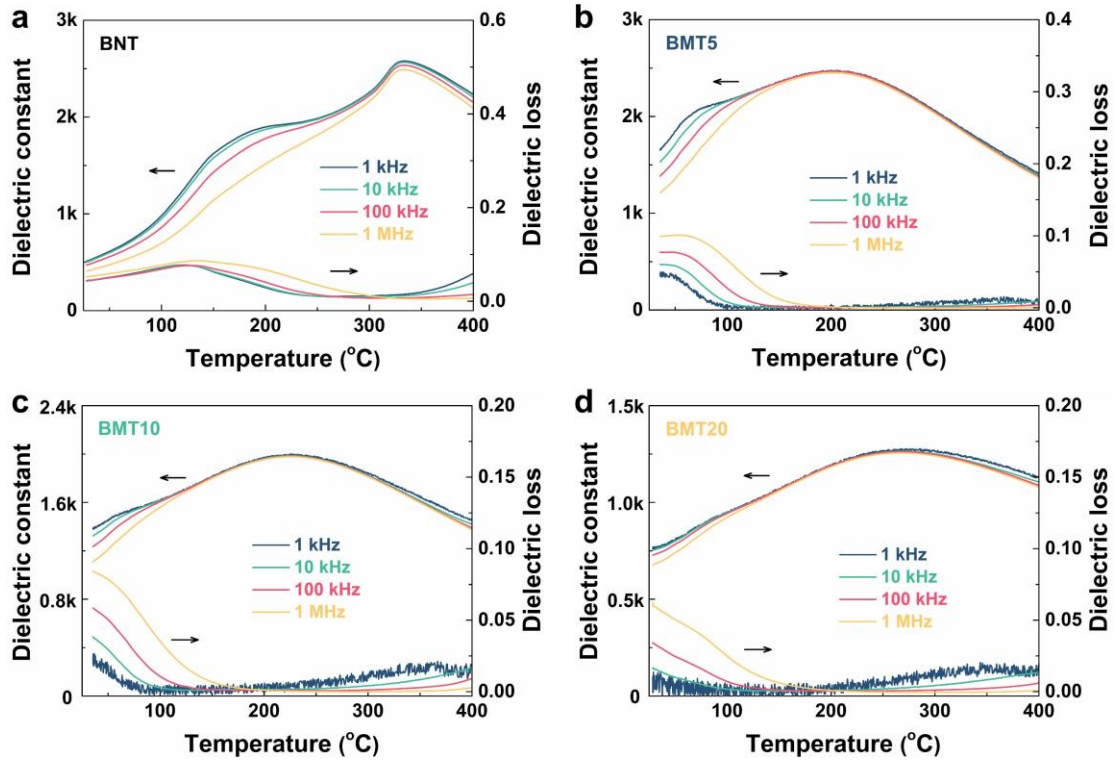 a
BNT
Dielectric constant
3k
2k
1k
0
100
200
300
400
Temperature (°C)
0.6
0.4
0.2
0.0
Dielectric loss
1 kHz
10 kHz
100 kHz
1 MHz
b
BMT5
Dielectric constant
3k
2k
1k
0
100
200
300
400
Temperature (°C)
0.4
0.3
0.2
0.1
0.0
Dielectric loss
1 kHz
10 kHz
100 kHz
1 MHz
c
BMT10
Dielectric constant
2.4k
1.6k
0.8k
0
100
200
300
400
Temperature (°C)
0.20
0.15
0.10
0.05
0.00
Dielectric loss
1 kHz
10 kHz
100 kHz
1 MHz
d
BMT20
Dielectric constant
1.5k
1.0k
0.5k
0
100
200
300
400
Temperature (°C)
0.20
0.15
0.10
0.05
0.00
Dielectric loss
1 kHz
10 kHz
100 kHz
1 MHz